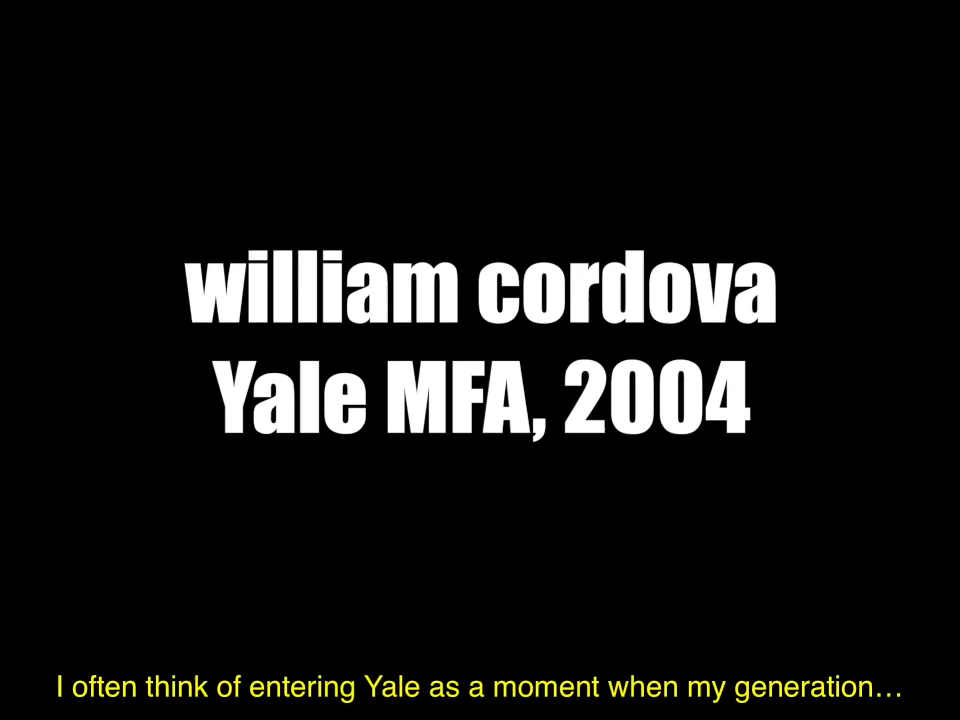 william cordova
Yale MFA, 2004
I often think of entering Yale as a moment when my generation…